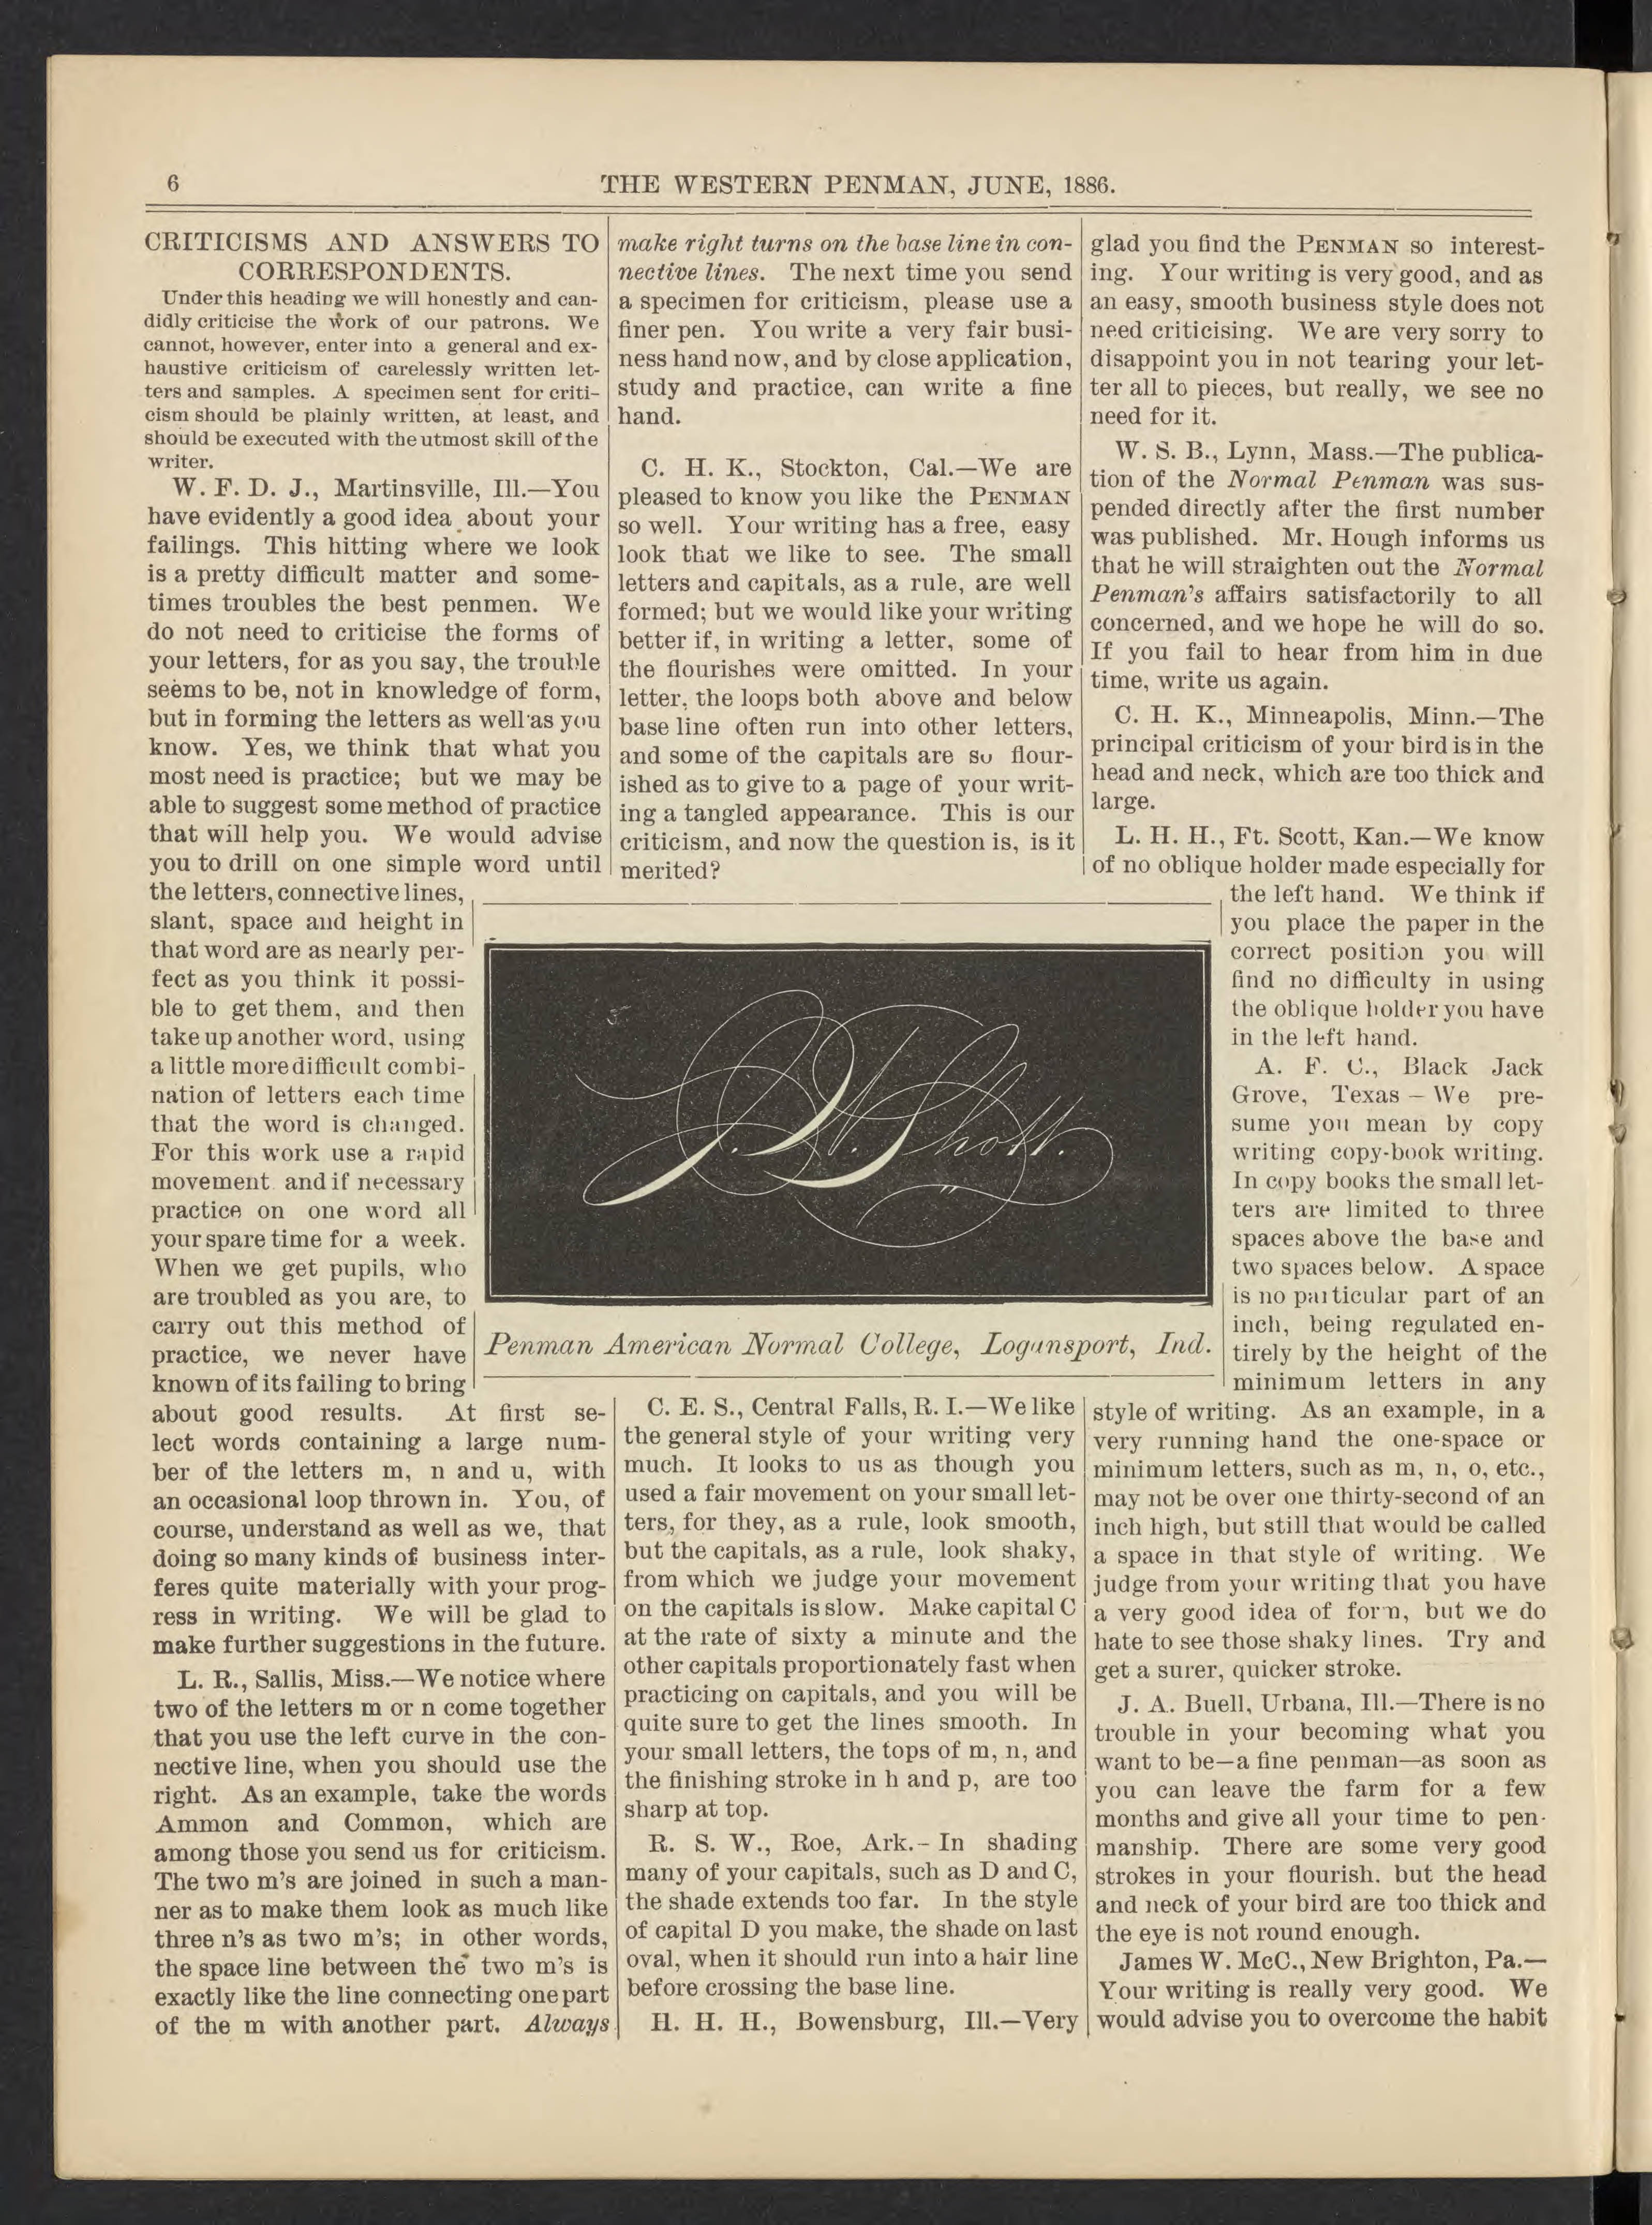 6
THE WESTERN PENMAN, JUNE, 1886.
CRITICISMS AND ANSWERS TO
CORRESPONDENTS.
Under this heading we will honestly and can-
didly criticise the work of our patrons. We
cannot, however, enter into a general and ex-
haustive criticism of carelessly written let-
ters and samples. A specimen sent for criti-
cism should be plainly written, at least, and
should be executed with the utmost skill of the
writer.
W. F. D. J., Martinsville, Ill.—You
have evidently a good idea about your
failings. This hitting where we look
is a pretty difficult matter and some-
times troubles the best penmen. We
do not need to criticise the forms of
your letters, for as you say, the trouble
seems to be, not in knowledge of form,
but in forming the letters as well as you
know. Yes, we think that what you
most need is practice; but we may be
able to suggest some method of practice
that will help you. We would advise
you to drill on one simple word until
the letters, connective lines,
slant, space and height in
that word are as nearly per-
fect as you think it possi-
ble to get them, and then
take up another word, using
a little more difficult combi-
nation of letters each time
that the word is changed.
For this work use a rapid
movement and if necessary
practice on one word all
your spare time for a week.
When we get pupils, who
are troubled as you are, to
carry out this method of
practice, we never have
known of its failing to bring
about good results. At first se-
lect words containing a large num-
ber of the letters m, n and u, with
an occasional loop thrown in. You, of
course, understand as well as we, that
doing so many kinds of business inter-
feres quite materially with your prog-
ress in writing. We will be glad to
make further suggestions in the future.
L. R., Sallis, Miss.—We notice where
two of the letters m or n come together
that you use the left curve in the con-
nective line, when you should use the
right. As an example, take the words
Ammon and Common, which are
among those you send us for criticism.
The two m's are joined in such a man-
ner as to make them look as much like
three n's as two m's; in other words,
the space line between the two m's is
exactly like the line connecting one part
of the m with another part. Always
make right turns on the base line in con-
nective lines. The next time you send
a specimen for criticism, please use a
finer pen. You write a very fair busi-
ness hand now, and by close application,
study and practice, can write a fine
hand.
C. H. K., Stockton, Cal.—We are
pleased to know you like the PENMAN
so well. Your writing has a free, easy
look that we like to see. The small
letters and capitals, as a rule, are well
formed; but we would like your writing
better if, in writing a letter, some of
the flourishes were omitted. In your
letter, the loops both above and below
base line often run into other letters,
and some of the capitals are so flour-
ished as to give to a page of your writ-
ing a tangled appearance. This is our
criticism, and now the question is, is it
merited?
Shott.
Penman American Normal College, Logansport, Ind.
C. E. S., Central Falls, R. I.—We like
the general style of your writing very
much. It looks to us as though you
used a fair movement on your small let-
ters, for they, as a rule, look smooth,
but the capitals, as a rule, look shaky,
from which we judge your movement
on the capitals is slow. Make capital C
at the rate of sixty a minute and the
other capitals proportionately fast when
practicing on capitals, and you will be
quite sure to get the lines smooth. In
your small letters, the tops of m, n, and
the finishing stroke in h and p, are too
sharp at top.
R. S. W., Roe, Ark.—In shading
many of your capitals, such as D and C,
the shade extends too far. In the style
of capital D you make, the shade on last
oval, when it should run into a hair line
before crossing the base line.
H. H. H., Bowensburg, Ill.—Very
glad you find the PENMAN so interest-
ing. Your writing is very good, and as
an easy, smooth business style does not
need criticising. We are very sorry to
disappoint you in not tearing your let-
ter all to pieces, but really, we see no
need for it.
W. S. B., Lynn, Mass.—The publica-
tion of the Normal Penman was sus-
pended directly after the first number
was published. Mr. Hough informs us
that he will straighten out the Normal
Penman's affairs satisfactorily to all
concerned, and we hope he will do so.
If you fail to hear from him in due
time, write us again.
C. H. K., Minneapolis, Minn.—The
principal criticism of your bird is in the
head and neck, which are too thick and
large.
L. H. H., Ft. Scott, Kan.—We know
of no oblique holder made especially for
the left hand. We think if
you place the paper in the
correct position you will
find no difficulty in using
the oblique holder you have
in the left hand.
A. F. C., Black Jack
Grove, Texas – We pre-
sume you mean by copy
writing copy-book writing.
In copy books the small let-
ters are limited to three
spaces above the base and
two spaces below. A space
is no particular part of an
inch, being regulated en-
tirely by the height of the
minimum letters in any
style of writing. As an example, in a
very running hand the one-space or
minimum letters, such as m, n, o, etc.,
may not be over one thirty-second of an
inch high, but still that would be called
a space in that style of writing. We
judge from your writing that you have
a very good idea of form, but we do
hate to see those shaky lines. Try and
get a surer, quicker stroke.
J. A. Buell, Urbana, Ill.—There is no
trouble in your becoming what you
want to be—a fine penman—as soon as
you can leave the farm for a few
months and give all your time to pen-
manship. There are some very good
strokes in your flourish. but the head
and neck of your bird are too thick and
the eye is not round enough.
James W. McC., New Brighton, Pa.—
Your writing is really very good. We
would advise you to overcome the habit